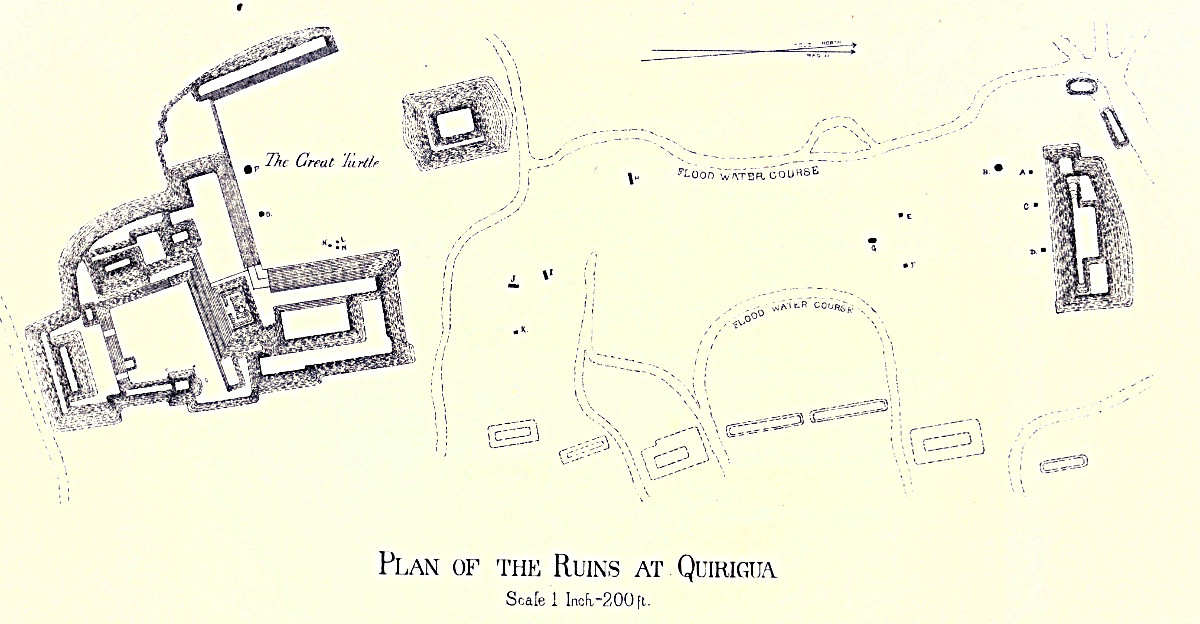 TRUE NORTH
MAG. N.
The Great Turtle
P
O.
N
L
M
H
FLOOD WATER COURSE
B.
A
C
D.
E
G
F
J
I
K.
FLOOD WATER COURSE
PLAN OF THE RUINS AT QUIRIGUA
Scale 1 Inch-200 ft.